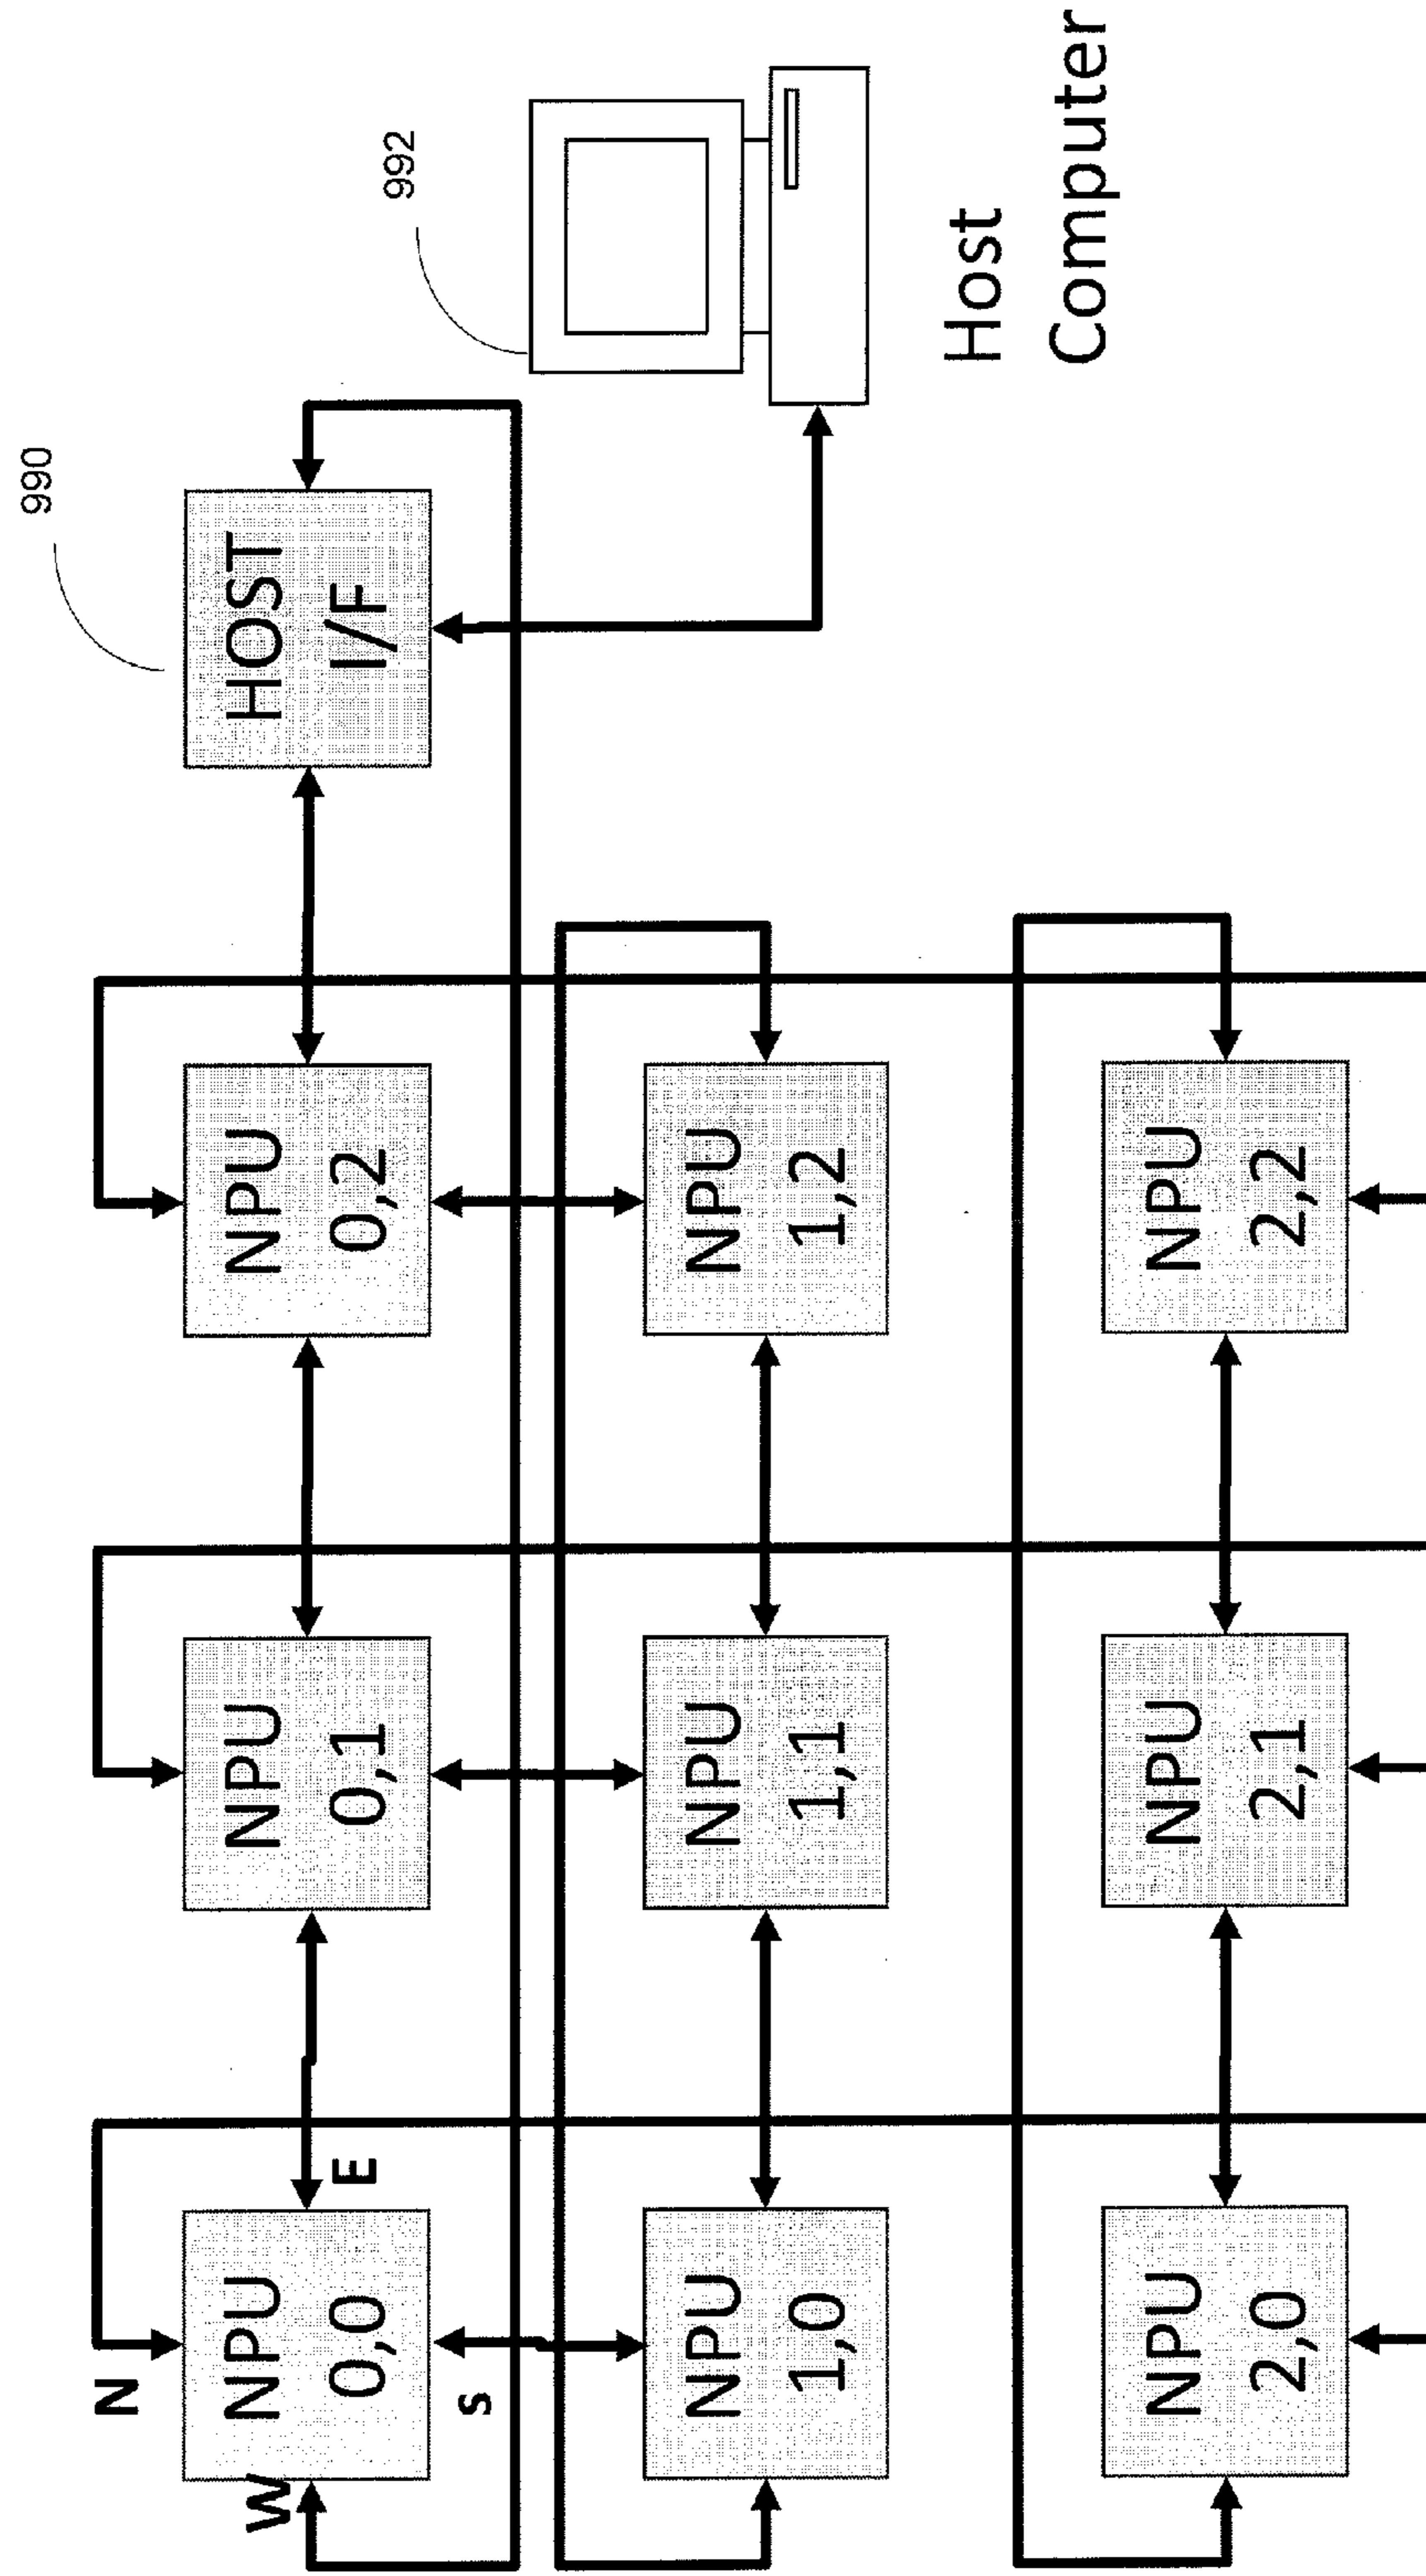 N
W
NPU
0,0
E
S
NPU
0,1
NPU
0,2
HOST
I/F
990
992
Host
Computer
NPU
1,0
NPU
1,1
NPU
1,2
NPU
2,0
NPU
2,1
NPU
2,2